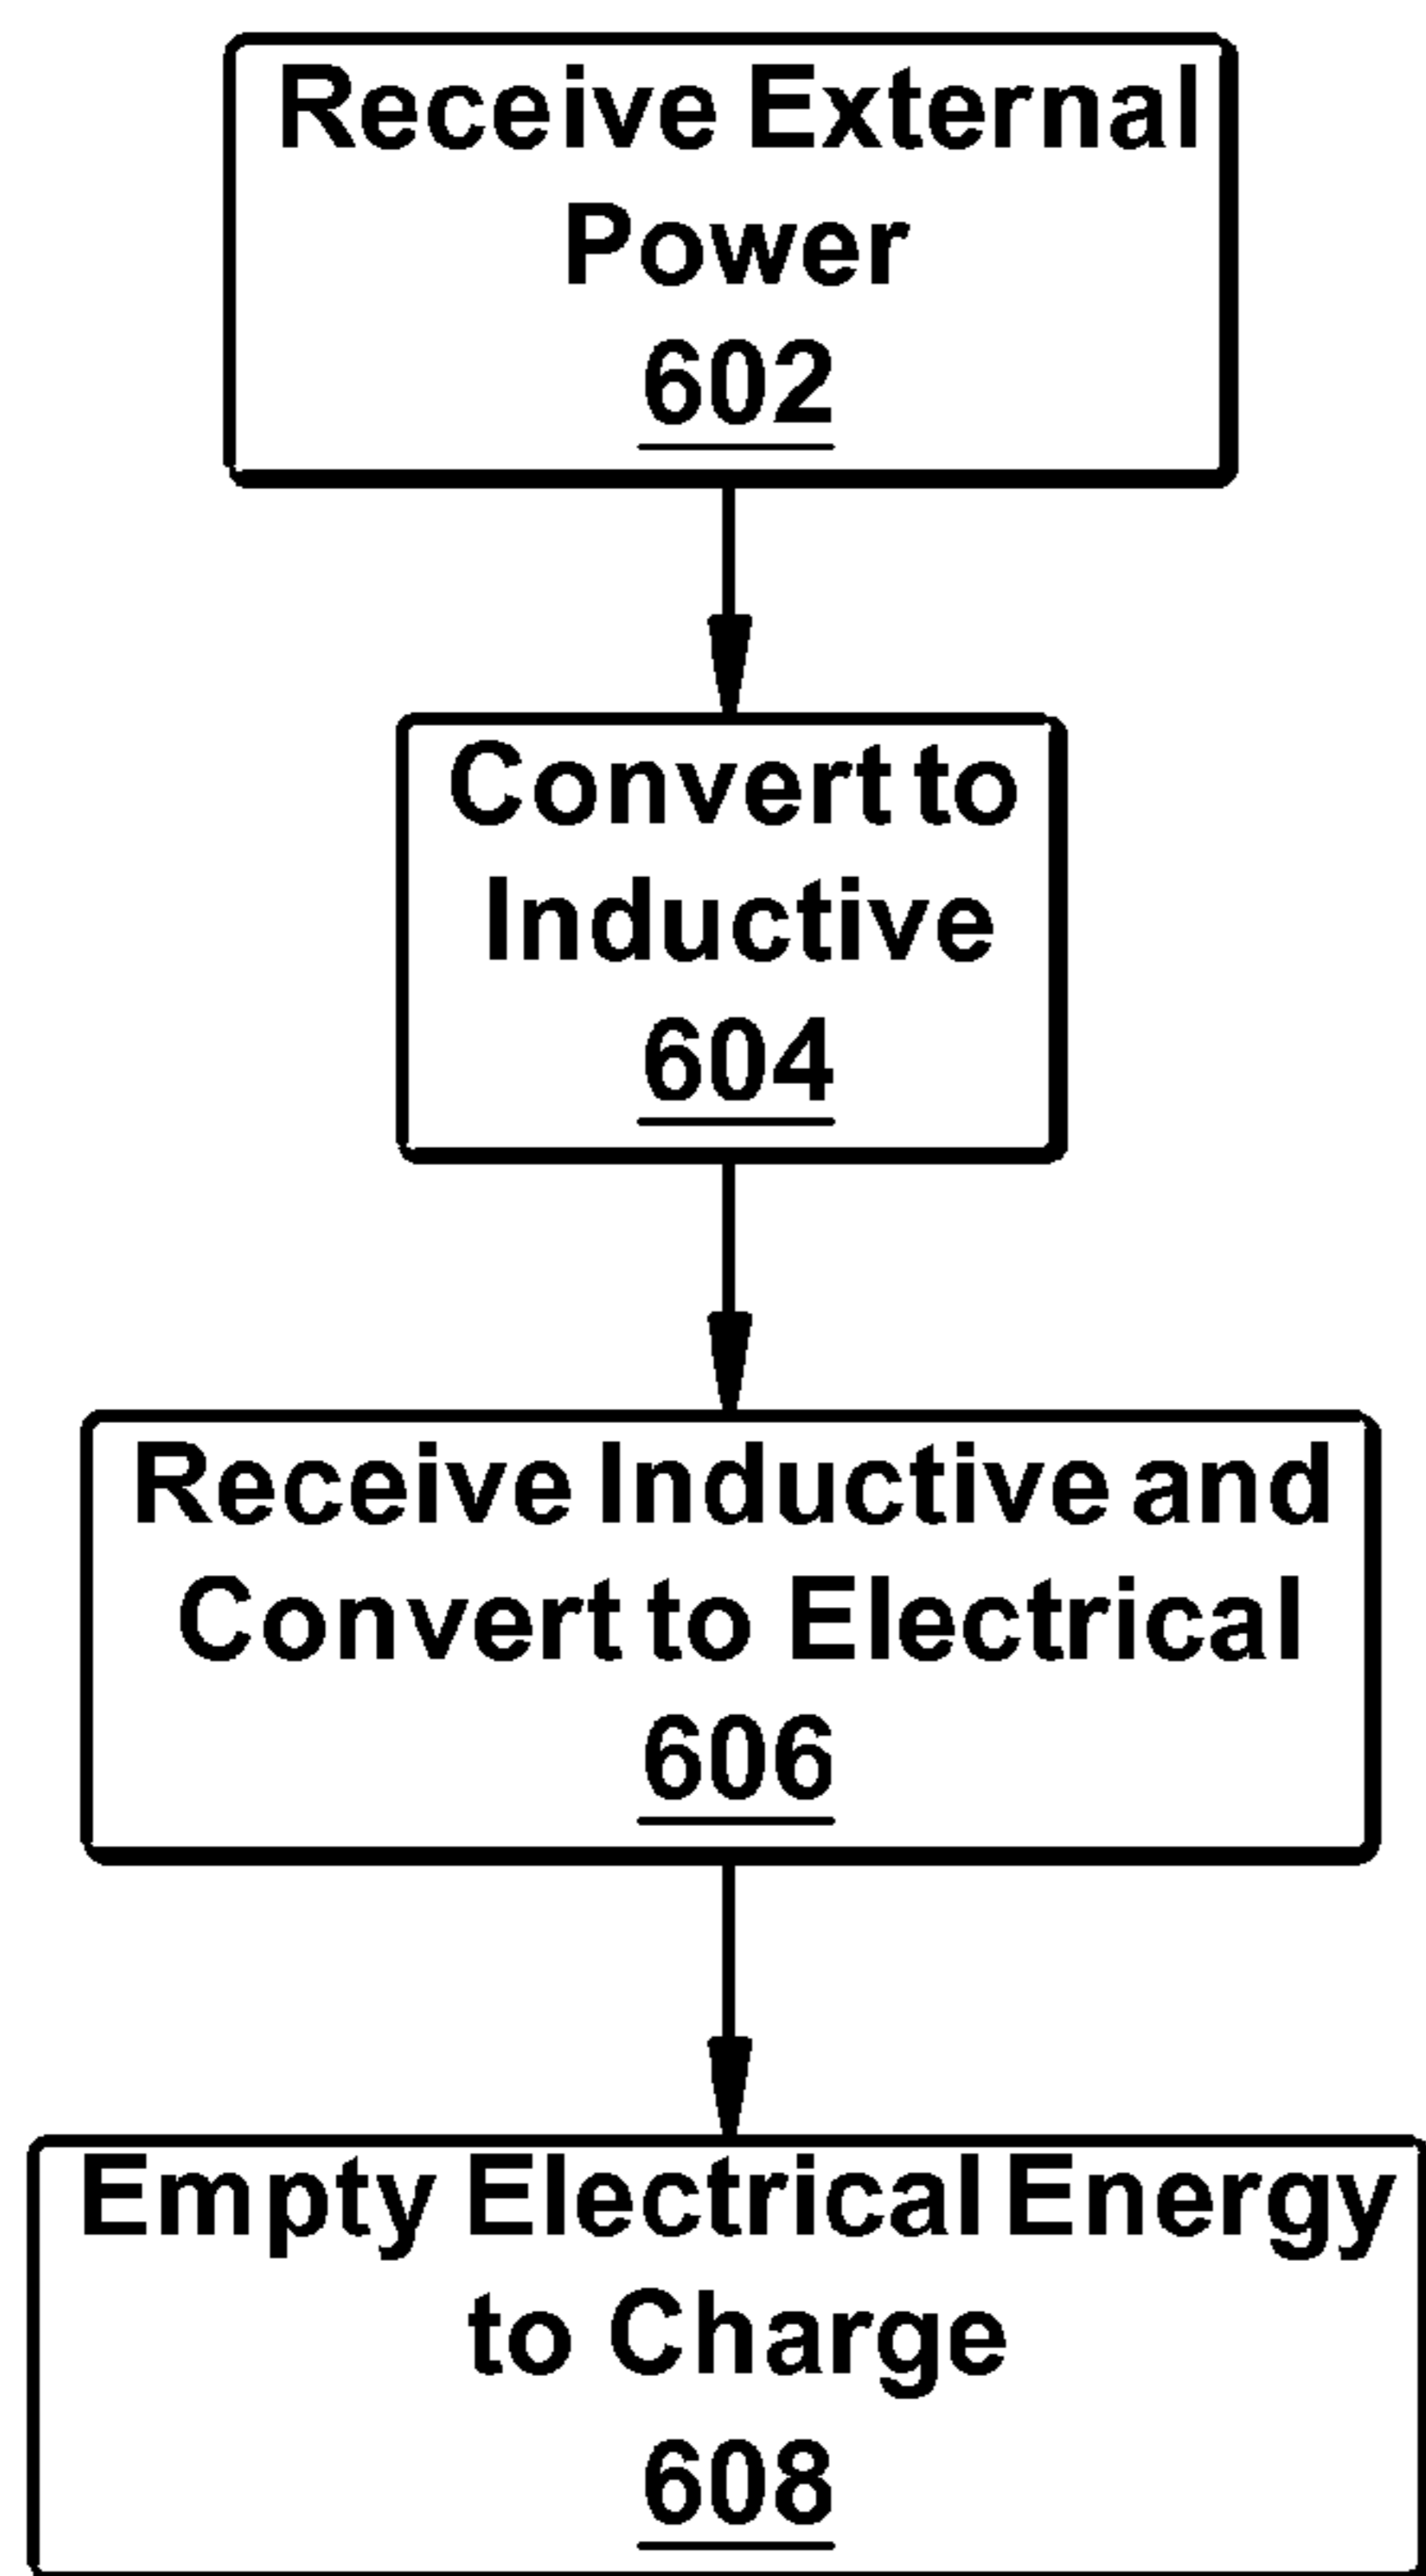 Receive External
Power
602
Convert to
Inductive
604
Receive Inductive and
Convert to Electrical
606
Empty Electrical Energy
to Charge
608